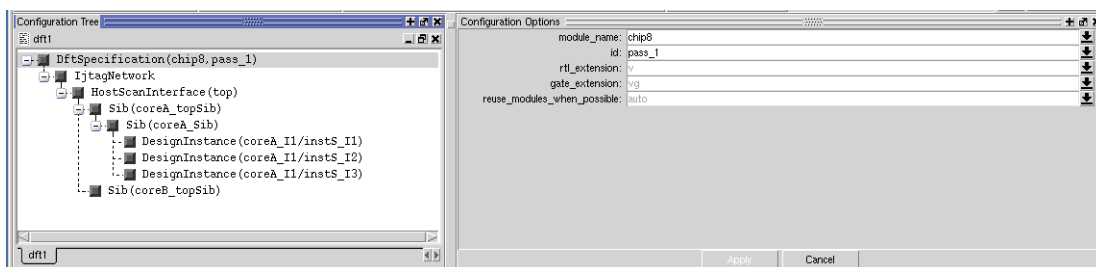 Configuration Tree
dft1
DftSpecification(chip8,pass_1)
IjtagNetwork
HostScanInterface(top)
Sib(coreA_topSib)
Sib(coreA_Sib)
DesignInstance(coreA_I1/instS_I1)
DesignInstance(coreA_I1/instS_I2)
DesignInstance(coreA_I1/instS_I3)
Sib(coreB_topSib)
dft1
Configuration Options
module_name: chip8
id: pass_1
rtl_extension: v
gate_extension: vg
reuse_modules_when_possible: auto
Apply Cancel